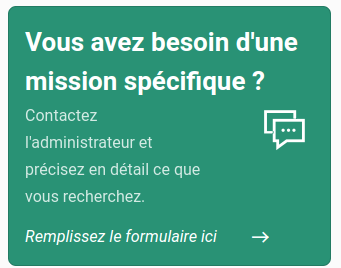 Vous avez besoin d'une
mission spécifique ?
Contactez
l'administrateur et
précisez en détail ce que
vous recherchez.
Remplissez le formulaire ici →